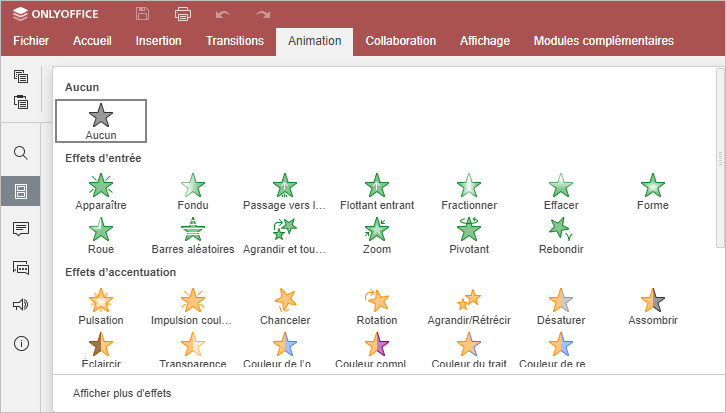 ONLYOFFICE
Fichier Accueil Insertion Transitions Animation Collaboration Affichage Modules complémentaires
Aucun
Aucun
Effets d'entrée
Apparaître Fondu Passage vers l... Flottant entrant Fractionner Effacer Forme
Roue Barres aléatoires Agrandir et tou... Zoom Pivotant Rebondir
Effets d'accentuation
Pulsation Impulsion coul... Chanceler Rotation Agrandir/Rétrécir Désaturer Assombrir
Éclaircir Transparence Couleur de l'o... Couleur compl... Couleur du trait Couleur de re...
Afficher plus d'effets